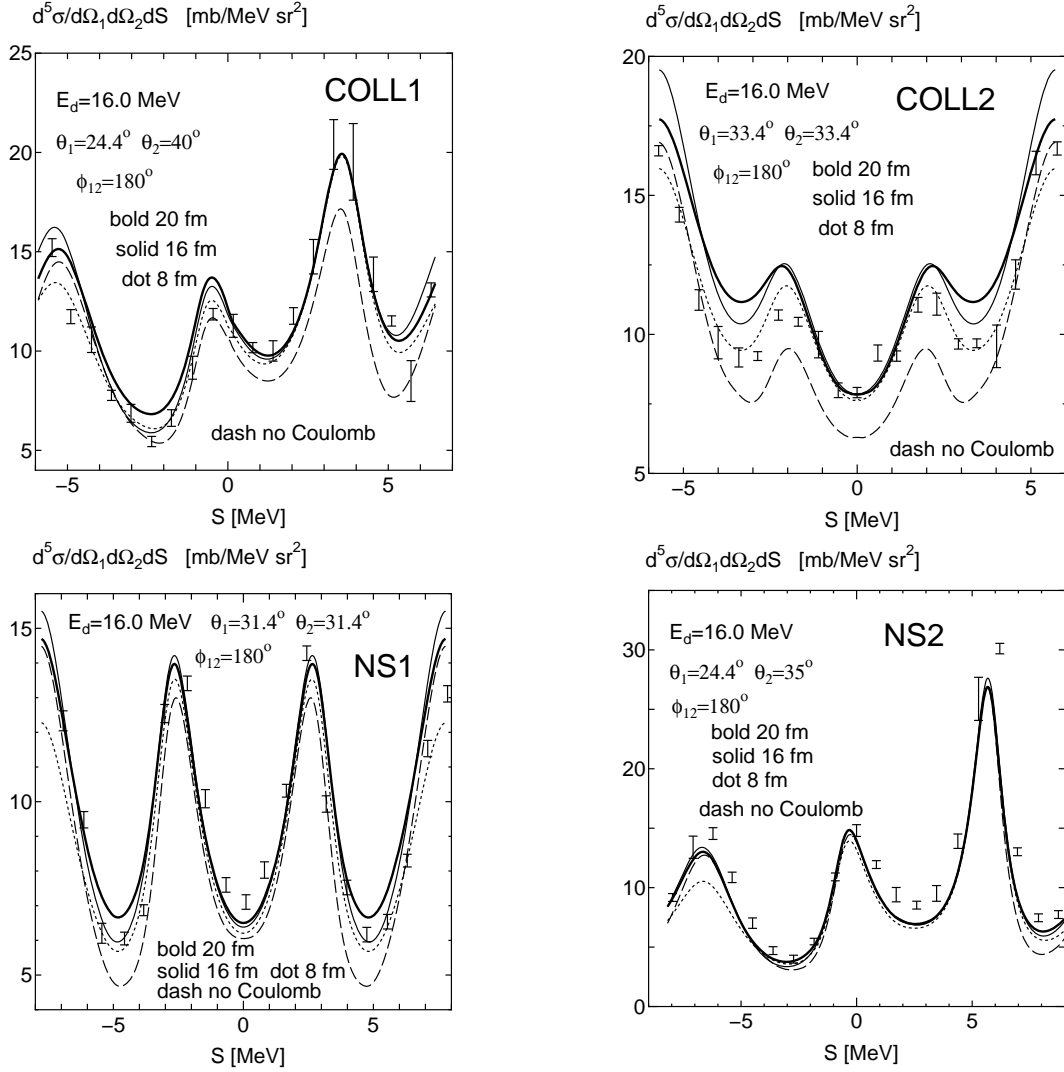 d⁵σ/dΩ₁dΩ₂dS [mb/MeV sr²]
25
20
15
10
5
COLL1
E_d=16.0 MeV
θ₁=24.4° θ₂=40°
ϕ₁₂=180°
bold 20 fm
solid 16 fm
dot 8 fm
dash no Coulomb
−5 0 5
S [MeV]
d⁵σ/dΩ₁dΩ₂dS [mb/MeV sr²]
20
15
10
5
E_d=16.0 MeV
COLL2
θ₁=33.4° θ₂=33.4°
ϕ₁₂=180°
bold 20 fm
solid 16 fm
dot 8 fm
dash no Coulomb
−5 0 5
S [MeV]
d⁵σ/dΩ₁dΩ₂dS [mb/MeV sr²]
15
10
5
E_d=16.0 MeV θ₁=31.4° θ₂=31.4°
ϕ₁₂=180°
NS1
bold 20 fm
solid 16 fm dot 8 fm
dash no Coulomb
−5 0 5
S [MeV]
d⁵σ/dΩ₁dΩ₂dS [mb/MeV sr²]
30
20
10
0
E_d=16.0 MeV
NS2
θ₁=24.4° θ₂=35°
ϕ₁₂=180°
bold 20 fm
solid 16 fm
dot 8 fm
dash no Coulomb
−5 0 5
S [MeV]